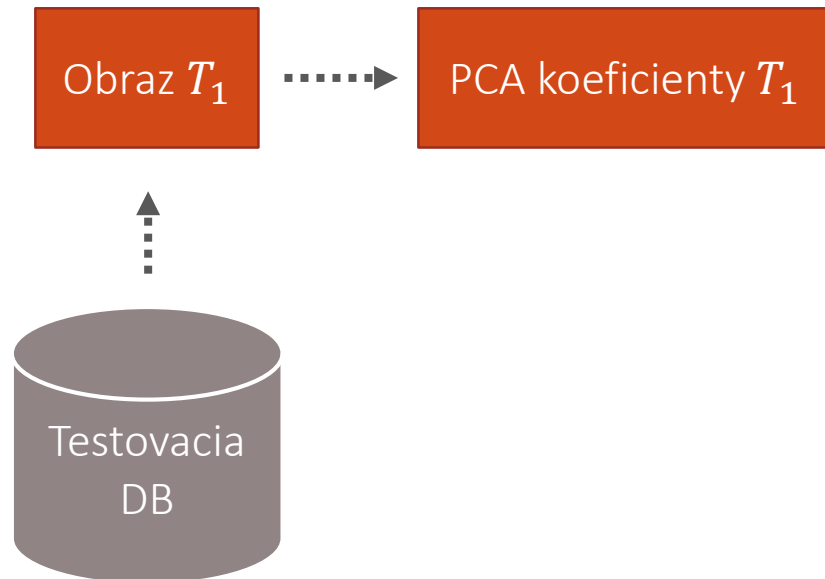 Obraz T₁
PCA koeficienty T₁
Testovacia
DB